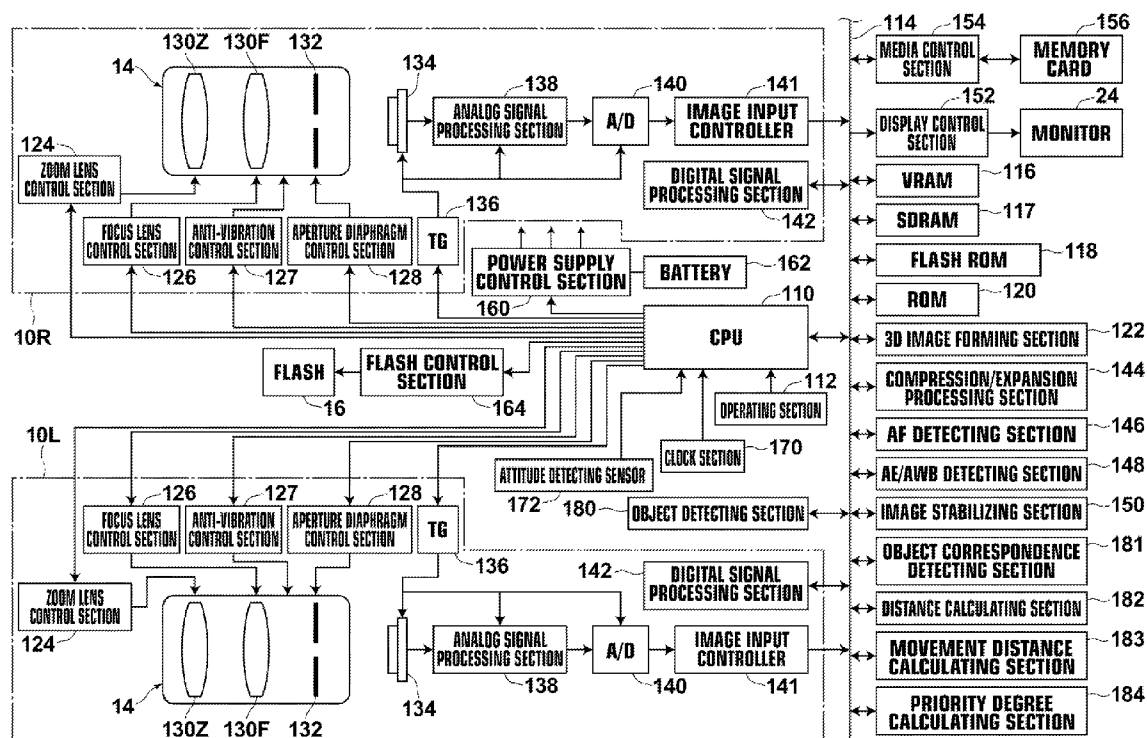 130Z 130F 132
14
134
138
ANALOG SIGNAL
PROCESSING SECTION
140
A/D
141
IMAGE INPUT
CONTROLLER
124
ZOOM LENS
CONTROL SECTION
DIGITAL SIGNAL
PROCESSING SECTION
142
136
TG
FOCUS LENS
CONTROL SECTION
126
ANTI-VIBRATION
CONTROL SECTION
127
APERTURE DIAPHRAGM
CONTROL SECTION
128
10R
POWER SUPPLY
CONTROL SECTION
160
BATTERY
162
110
CPU
FLASH
16
FLASH CONTROL
SECTION
164
112
OPERATING SECTION
CLOCK SECTION
170
ATTITUDE DETECTING SENSOR
172
180
OBJECT DETECTING SECTION
10L
126
FOCUS LENS
CONTROL SECTION
127
ANTI-VIBRATION
CONTROL SECTION
128
APERTURE DIAPHRAGM
CONTROL SECTION
TG
136
142
DIGITAL SIGNAL
PROCESSING SECTION
ZOOM LENS
CONTROL SECTION
124
14
130Z 130F 132
134
ANALOG SIGNAL
PROCESSING SECTION
138
A/D
140
IMAGE INPUT
CONTROLLER
141
114
154
MEDIA CONTROL
SECTION
156
MEMORY
CARD
152
DISPLAY CONTROL
SECTION
24
MONITOR
VRAM
116
SDRAM
117
FLASH ROM
118
ROM
120
3D IMAGE FORMING SECTION
122
COMPRESSION/EXPANSION
PROCESSING SECTION
144
AF DETECTING SECTION
146
AE/AWB DETECTING SECTION
148
IMAGE STABILIZING SECTION
150
OBJECT CORRESPONDENCE
DETECTING SECTION
181
DISTANCE CALCULATING SECTION
182
MOVEMENT DISTANCE
CALCULATING SECTION
183
PRIORITY DEGREE
CALCULATING SECTION
184